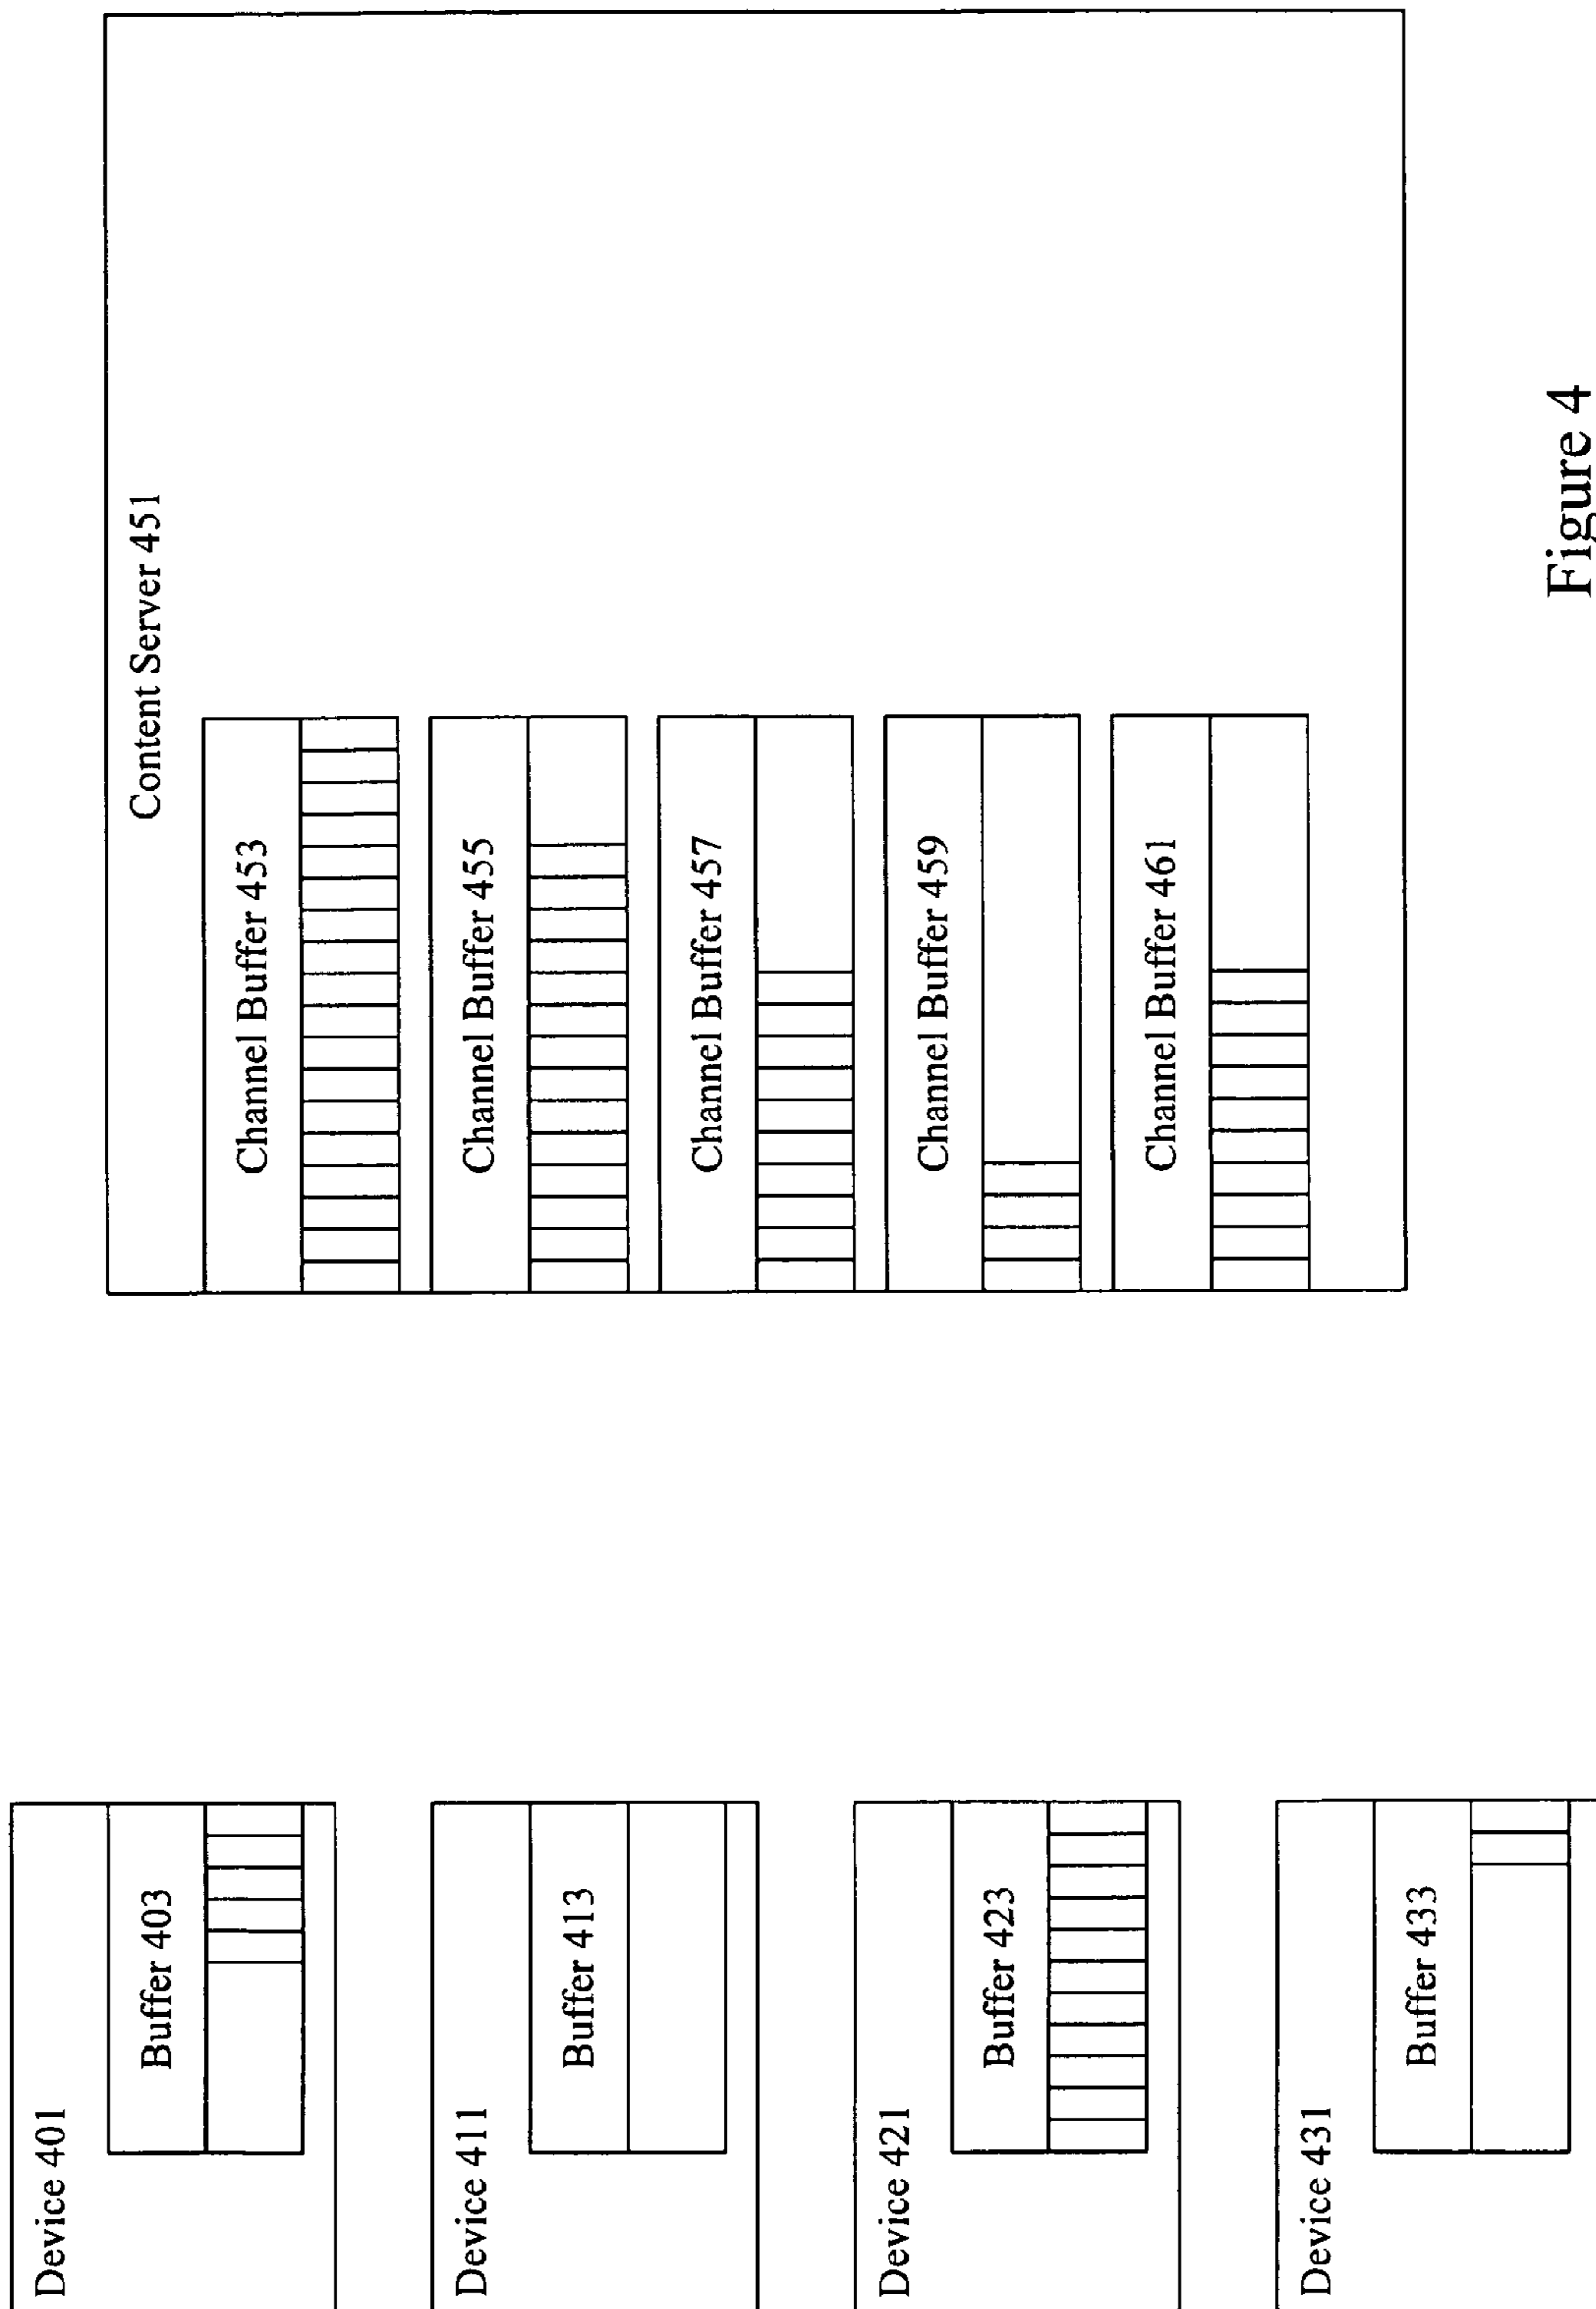 Device 401
Buffer 403
Device 411
Buffer 413
Device 421
Buffer 423
Device 431
Buffer 433
Content Server 451
Channel Buffer 453
Channel Buffer 455
Channel Buffer 457
Channel Buffer 459
Channel Buffer 461
Figure 4